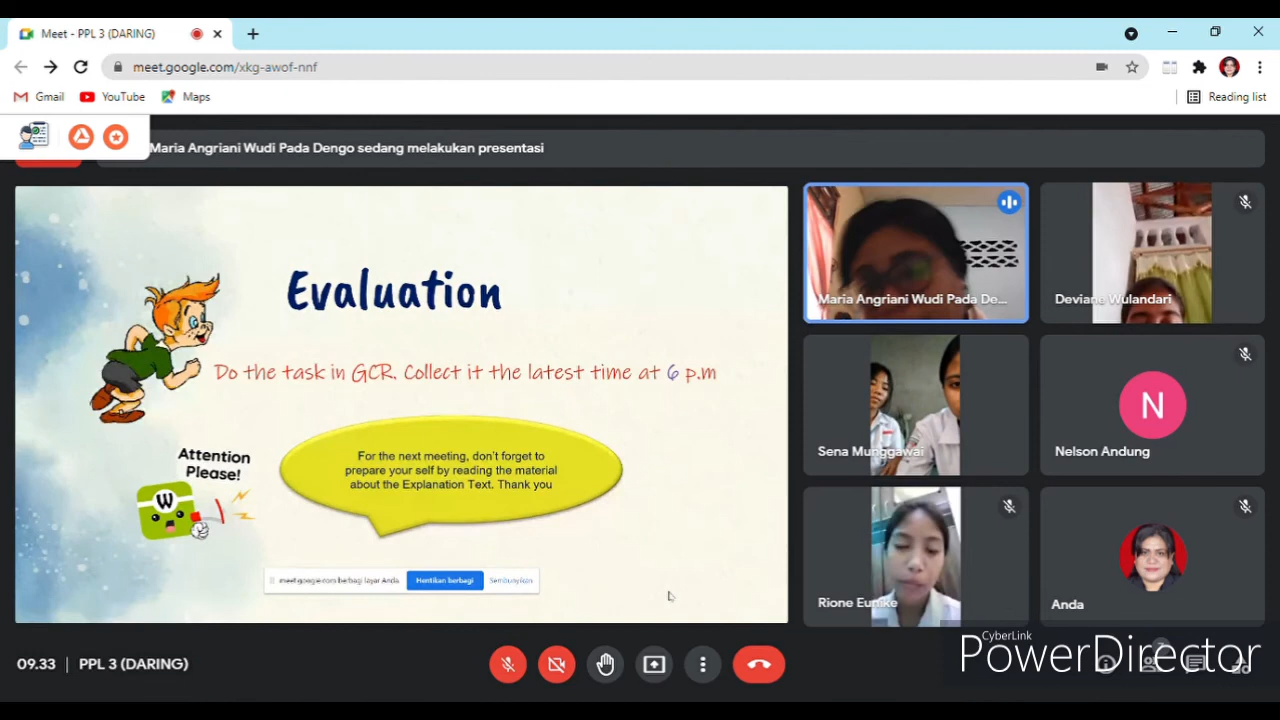 Meet - PPL 3 (DARING)
meet.google.com/xkg-awof-nnf
Gmail
YouTube
Maps
Reading list
Maria Angriani Wudi Pada Dengo sedang melakukan presentasi
Evaluation
Do the task in GCR. Collect it the latest time at 6 p.m
Attention
Please!
W
For the next meeting, don't forget to
prepare your self by reading the material
about the Explanation Text. Thank you
meet.google.com berbagi layar Anda.
Hentikan berbagi
Sembunyikan
Maria Angriani Wudi Pada De...
Deviane Wulandari
Sena Munggawai
N
Nelson Andung
Rione Eunike
Anda
09.33 | PPL 3 (DARING)
7
CyberLink
PowerDirector